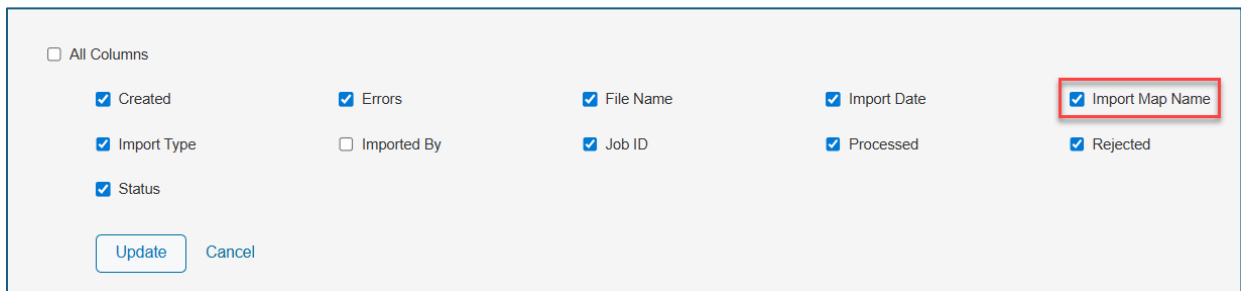 All Columns
Created Errors File Name Import Date Import Map Name
Import Type Imported By Job ID Processed Rejected
Status
Update Cancel